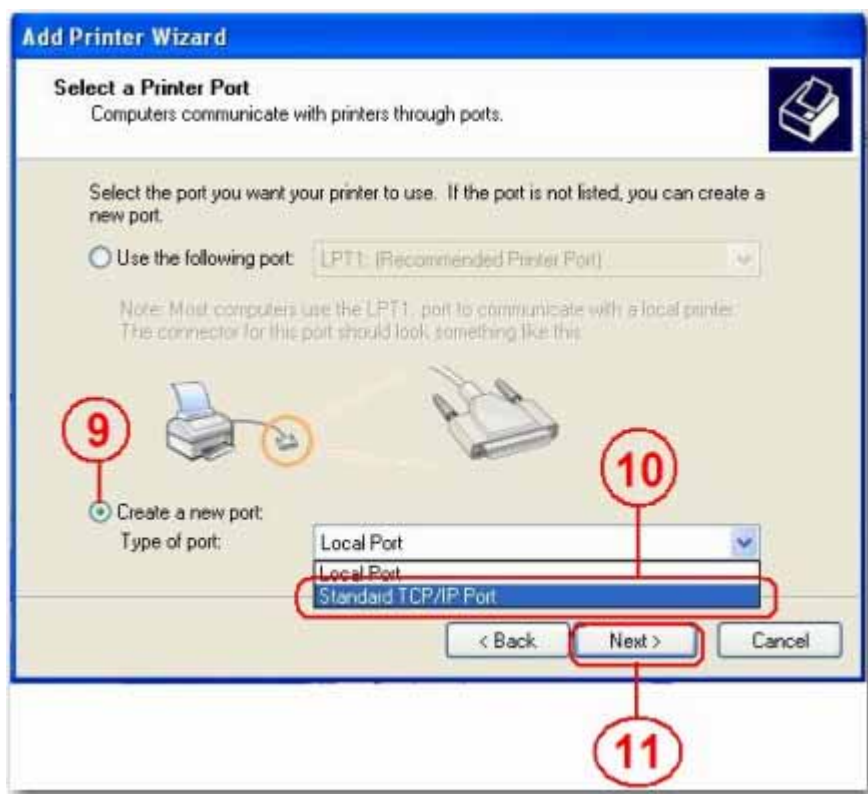 Add Printer Wizard
Select a Printer Port
Computers communicate with printers through ports.
Select the port you want your printer to use. If the port is not listed, you can create a
new port.
Use the following port:
LPT1: (Recommended Printer Port)
Note: Most computers use the LPT1: port to communicate with a local printer.
The connector for this port should look something like this:
9
10
Create a new port:
Type of port:
Local Port
Local Port
Standard TCP/IP Port
< Back
Next >
Cancel
11